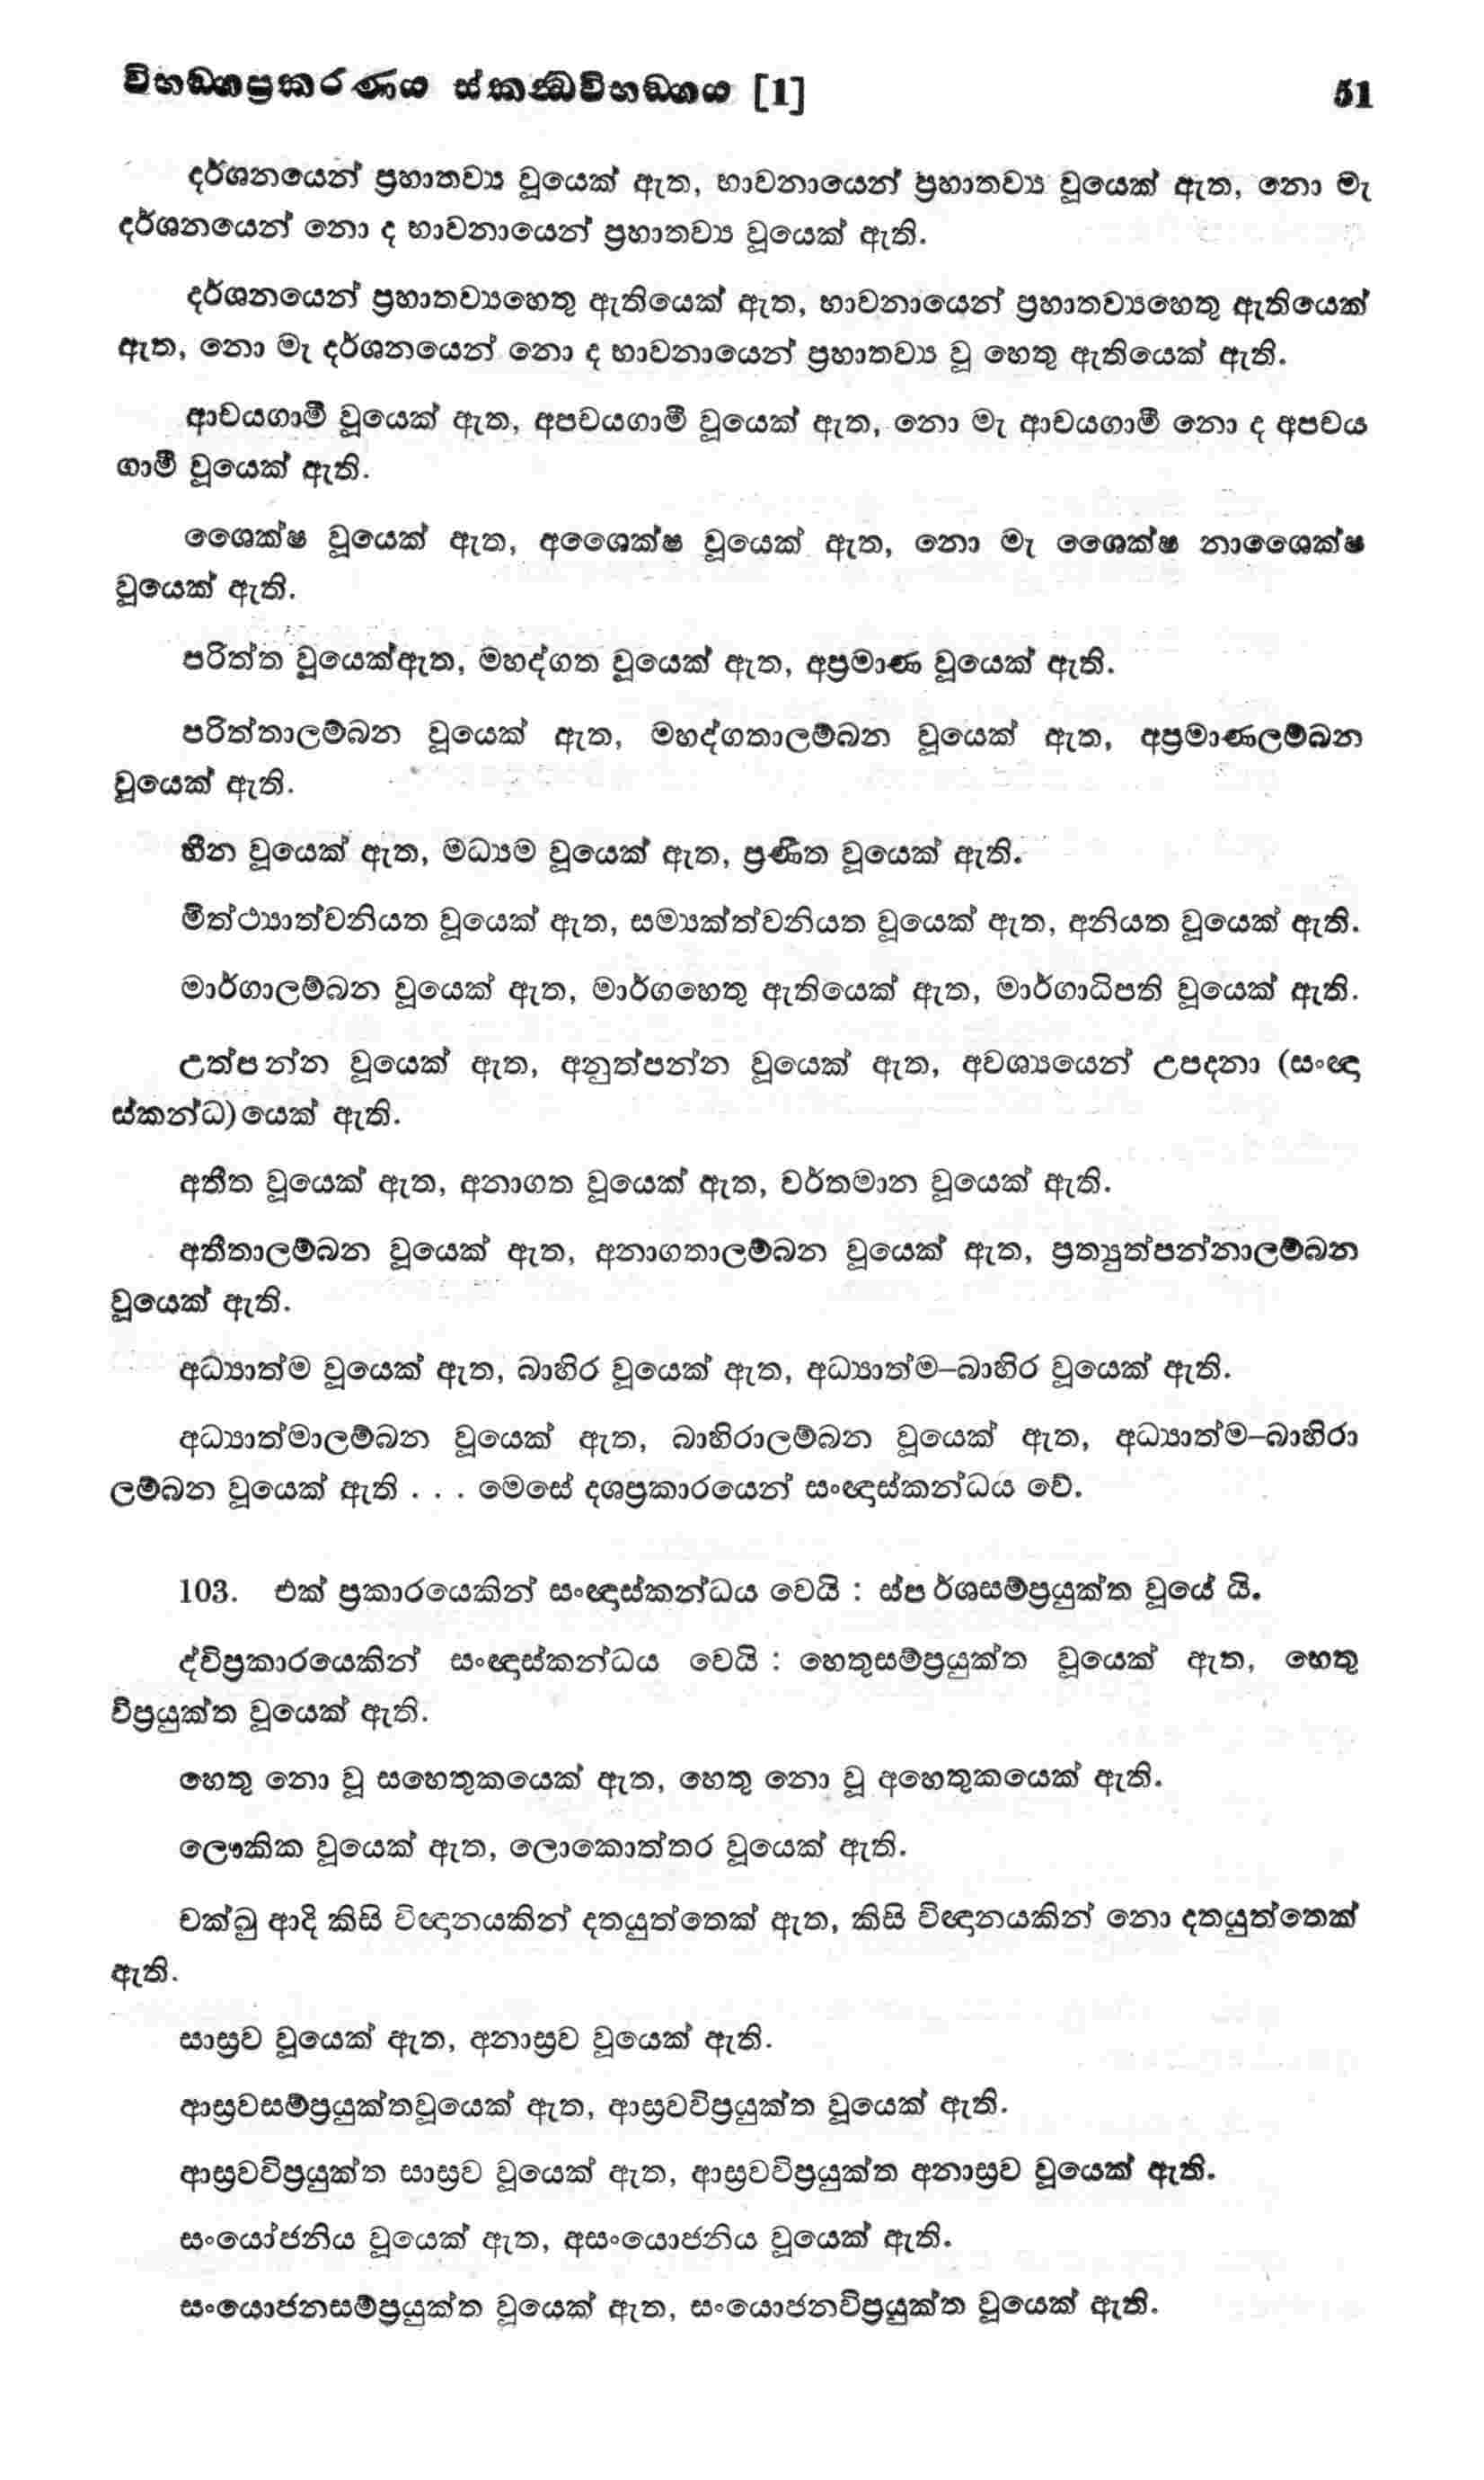 විභඞ්ගප්‍රකරණය ස්කන්‍ධවිභඞ්ගය [1] 51
දර්ශනයෙන් ප්‍රහාතව්‍ය වූයෙක් ඇත, භාවනායෙන් ප්‍රහාතව්‍ය වූයෙක් ඇත, නො මැ
දර්ශනයෙන් නො ද භාවනායෙන් ප්‍රහාතව්‍ය වූයෙක් ඇති.
දර්ශනයෙන් ප්‍රහාතව්‍යහෙතු ඇතියෙක් ඇත, භාවනායෙන් ප්‍රහාතව්‍යහෙතු ඇතියෙක්
ඇත, නො මැ දර්ශනයෙන් නො ද භාවනායෙන් ප්‍රහාතව්‍ය වූ හෙතු ඇතියෙක් ඇති.
ආචයගාමී වූයෙක් ඇත, අපචයගාමී වූයෙක් ඇත, නො මැ ආචයගාමී නො ද අපචය
ගාමී වූයෙක් ඇති.
ශෛක්ෂ වූයෙක් ඇත, අශෛක්ෂ වූයෙක් ඇත, නො මැ ශෛක්ෂ නාශෛක්ෂ
වූයෙක් ඇති.
පරිත්ත වූයෙක්ඇත, මහද්ගත වූයෙක් ඇත, අප්‍රමාණ වූයෙක් ඇති.
පරිත්තාලම්බන වූයෙක් ඇත, මහද්ගතාලම්බන වූයෙක් ඇත, අප්‍රමාණලම්බන
වූයෙක් ඇති.
හීන වූයෙක් ඇත, මධ්‍යම වූයෙක් ඇත, ප්‍රණීත වූයෙක් ඇති.
මිත්ථ්‍යාත්වනියත වූයෙක් ඇත, සම්‍යක්ත්වනියත වූයෙක් ඇත, අනියත වූයෙක් ඇති.
මාර්ගාලම්බන වූයෙක් ඇත, මාර්ගහෙතු ඇතියෙක් ඇත, මාර්ගාධිපති වූයෙක් ඇති.
උත්පන්න වූයෙක් ඇත, අනුත්පන්න වූයෙක් ඇත, අවශ්‍යයෙන් උපදනා (සංඥා
ස්කන්ධ) යෙක් ඇති.
අතීත වූයෙක් ඇත, අනාගත වූයෙක් ඇත, වර්තමාන වූයෙක් ඇති.
අතීතාලම්බන වූයෙක් ඇත, අනාගතාලම්බන වූයෙක් ඇත, ප්‍රත්‍යුත්පන්නාලම්බන
වූයෙක් ඇති.
අධ්‍යාත්ම වූයෙක් ඇත, බාහිර වූයෙක් ඇත, අධ්‍යාත්ම–බාහිර වූයෙක් ඇති.
අධ්‍යාත්මාලම්බන වූයෙක් ඇත, බාහිරාලම්බන වූයෙක් ඇත, අධ්‍යාත්ම–බාහිරා
ලම්බන වූයෙක් ඇති . . . මෙසේ දශප්‍රකාරයෙන් සංඥාස්කන්ධය වේ.
103. එක් ප්‍රකාරයෙකින් සංඥාස්කන්ධය වෙයි : ස්පර්ශසම්ප්‍රයුක්ත වූයේ යි.
ද්විප්‍රකාරයෙකින් සංඥාස්කන්ධය වෙයි : හෙතුසම්ප්‍රයුක්ත වූයෙක් ඇත, හෙතු
විප්‍රයුක්ත වූයෙක් ඇති.
හෙතු නො වූ සහෙතුකයෙක් ඇත, හෙතු නො වූ අහෙතුකයෙක් ඇති.
ලෞකික වූයෙක් ඇත, ලොකොත්තර වූයෙක් ඇති.
චක්ඛු ආදි කිසි විඥානයකින් දතයුත්තෙක් ඇත, කිසි විඥානයකින් නො දතයුත්තෙක්
ඇති.
සාස්‍රව වූයෙක් ඇත, අනාස්‍රව වූයෙක් ඇති.
ආස්‍රවසම්ප්‍රයුක්තවූයෙක් ඇත, ආස්‍රවවිප්‍රයුක්ත වූයෙක් ඇති.
ආස්‍රවවිප්‍රයුක්ත සාස්‍රව වූයෙක් ඇත, ආස්‍රවවිප්‍රයුක්ත අනාස්‍රව වූයෙක් ඇති.
සංයෝජනිය වූයෙක් ඇත, අසංයොජනිය වූයෙක් ඇති.
සංයොජනසම්ප්‍රයුක්ත වූයෙක් ඇත, සංයොජනවිප්‍රයුක්ත වූයෙක් ඇති.